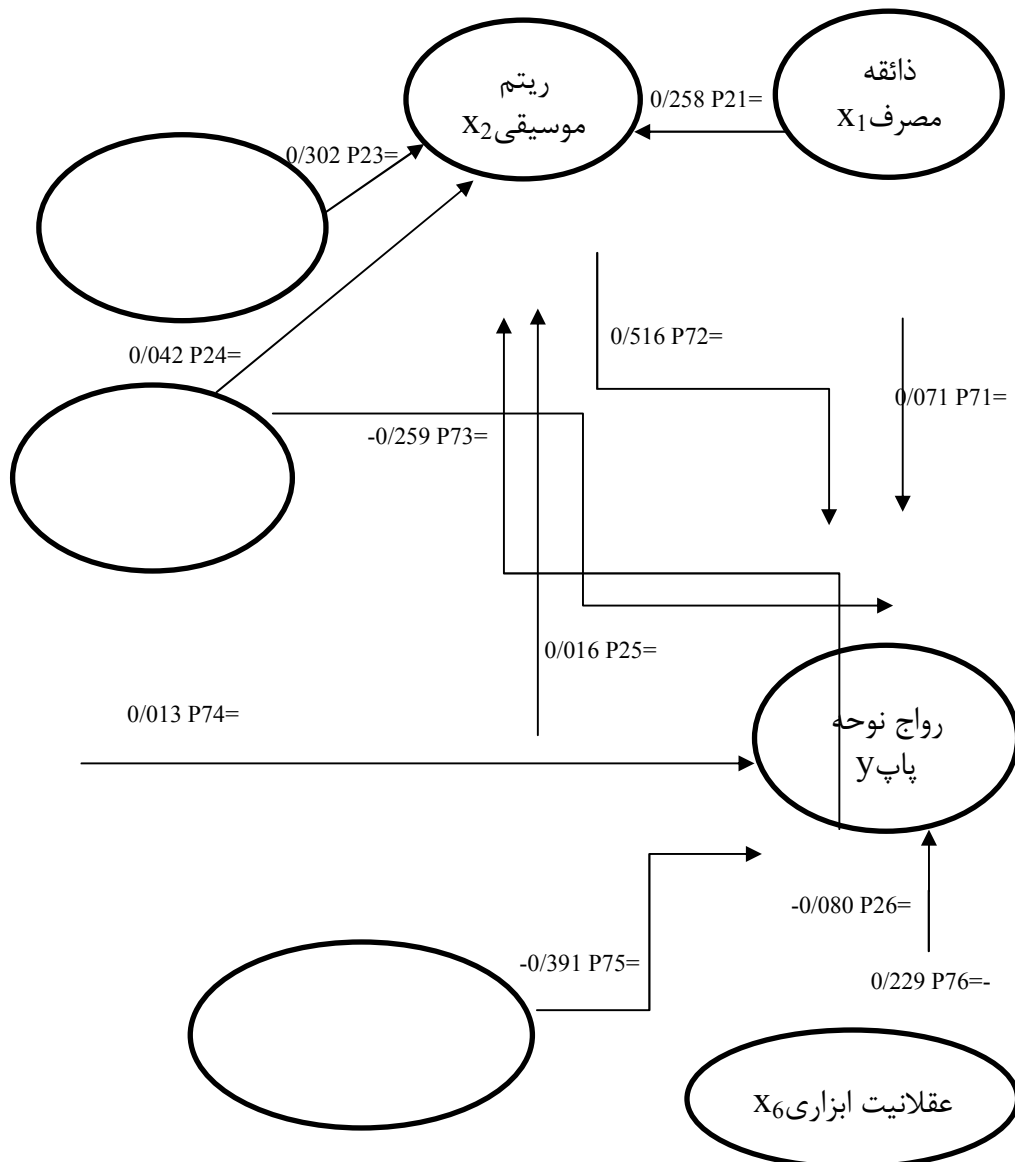 ذائقه
مصرفx1
ریتم
موسیقیx2
0/258 P21=
0/302 P23=
0/042 P24=
0/516 P72=
0/071 P71=
-0/259 P73=
0/016 P25=
0/013 P74=
رواج نوحه
پاپy
-0/080 P26=
-0/391 P75=
0/229 P76=-
عقلانیت ابزاریx6